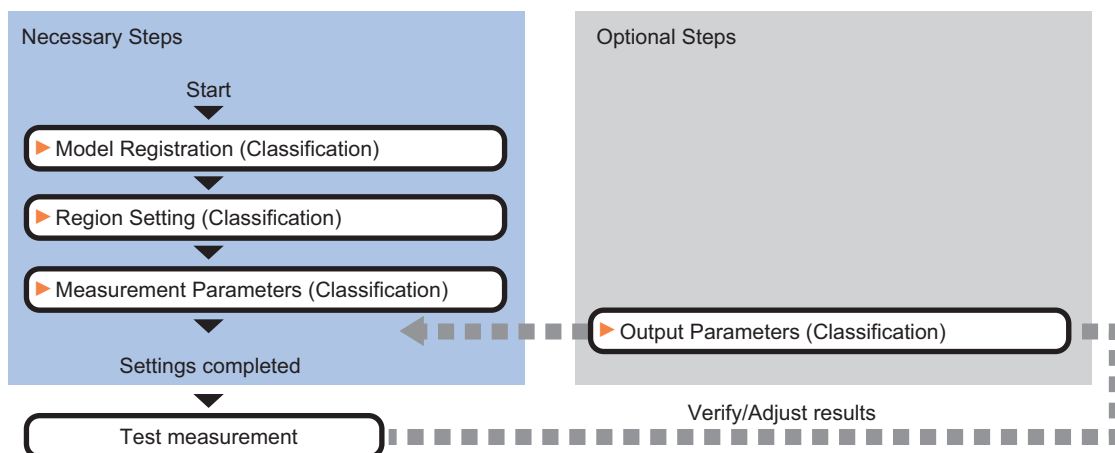 Necessary Steps
Start
Model Registration (Classification)
Region Setting (Classification)
Measurement Parameters (Classification)
Settings completed
Test measurement
Optional Steps
Output Parameters (Classification)
Verify/Adjust results